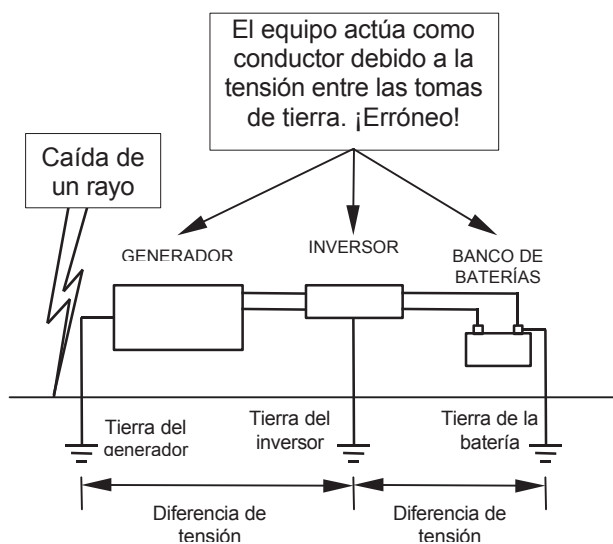 El equipo actúa como
conductor debido a la
tensión entre las tomas
de tierra. ¡Erróneo!
Caída de
un rayo
GENERADOR
INVERSOR
BANCO DE
BATERÍAS
Tierra del
generador
Tierra del
inversor
Tierra de la
batería
Diferencia de
tensión
Diferencia de
tensión